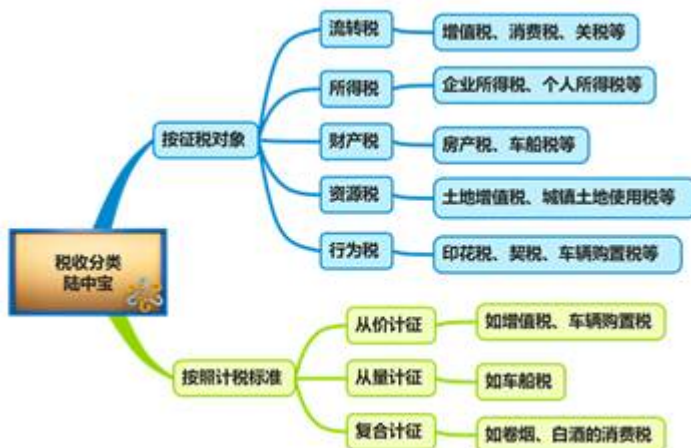 税收分类
陆中宝
按征税对象
流转税
增值税、消费税、关税等
所得税
企业所得税、个人所得税等
财产税
房产税、车船税等
资源税
土地增值税、城镇土地使用税等
行为税
印花税、契税、车辆购置税等
按照计税标准
从价计征
如增值税、车辆购置税
从量计征
如车船税
复合计征
如卷烟、白酒的消费税